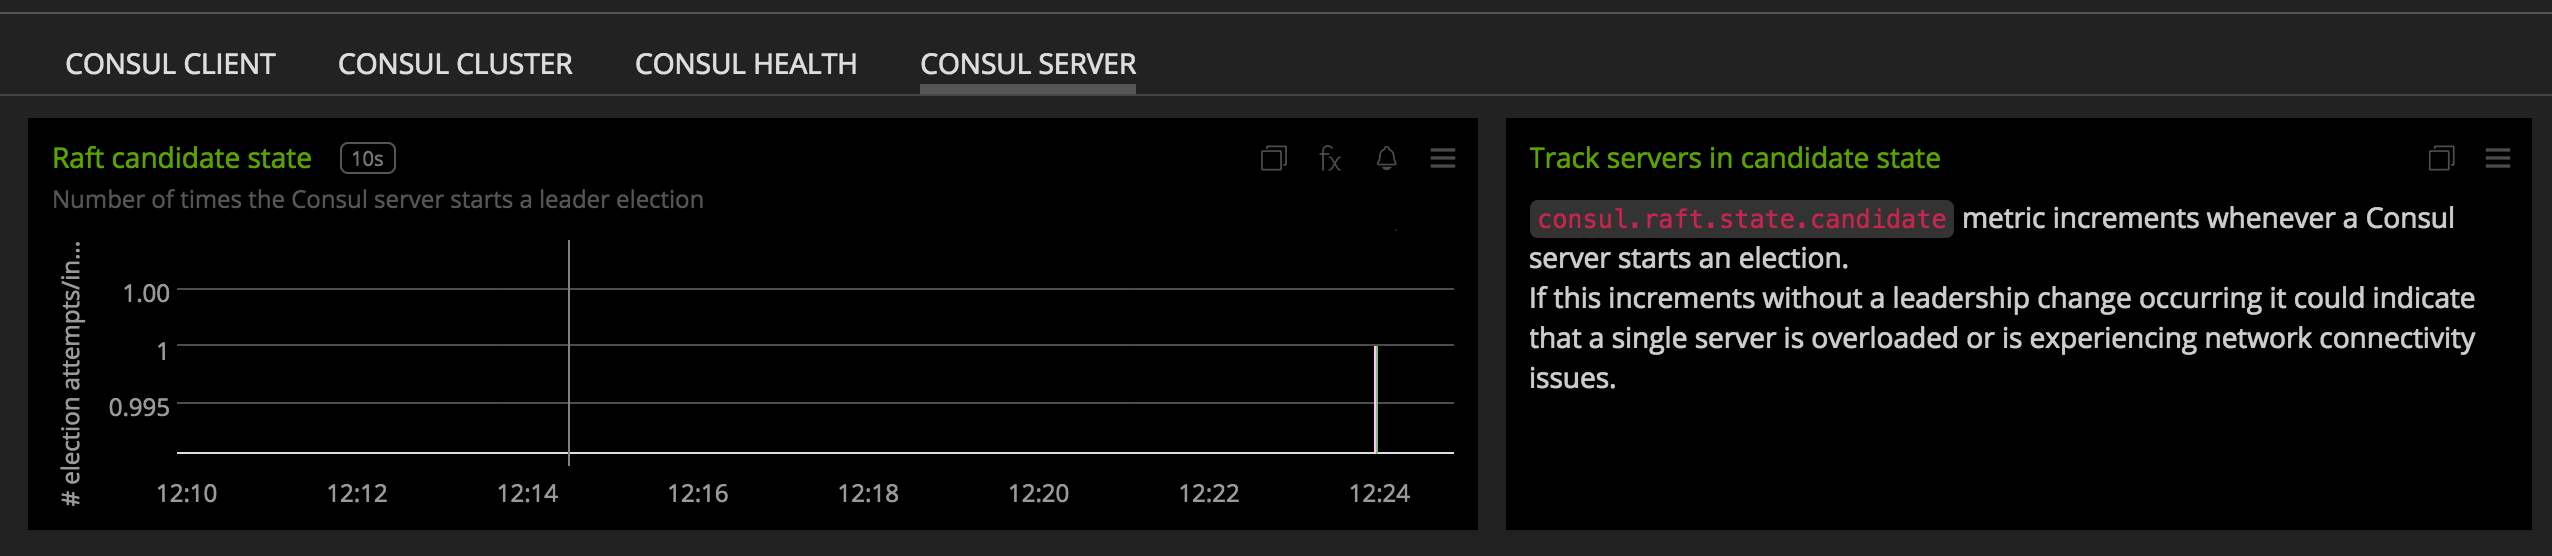 CONSUL CLIENT CONSUL CLUSTER CONSUL HEALTH CONSUL SERVER
Raft candidate state 10s
fx
Number of times the Consul server starts a leader election
# election attempts/in...
1.00
1
0.995
12:10 12:12 12:14 12:16 12:18 12:20 12:22 12:24
Track servers in candidate state
consul.raft.state.candidate metric increments whenever a Consul
server starts an election.
If this increments without a leadership change occurring it could indicate
that a single server is overloaded or is experiencing network connectivity
issues.